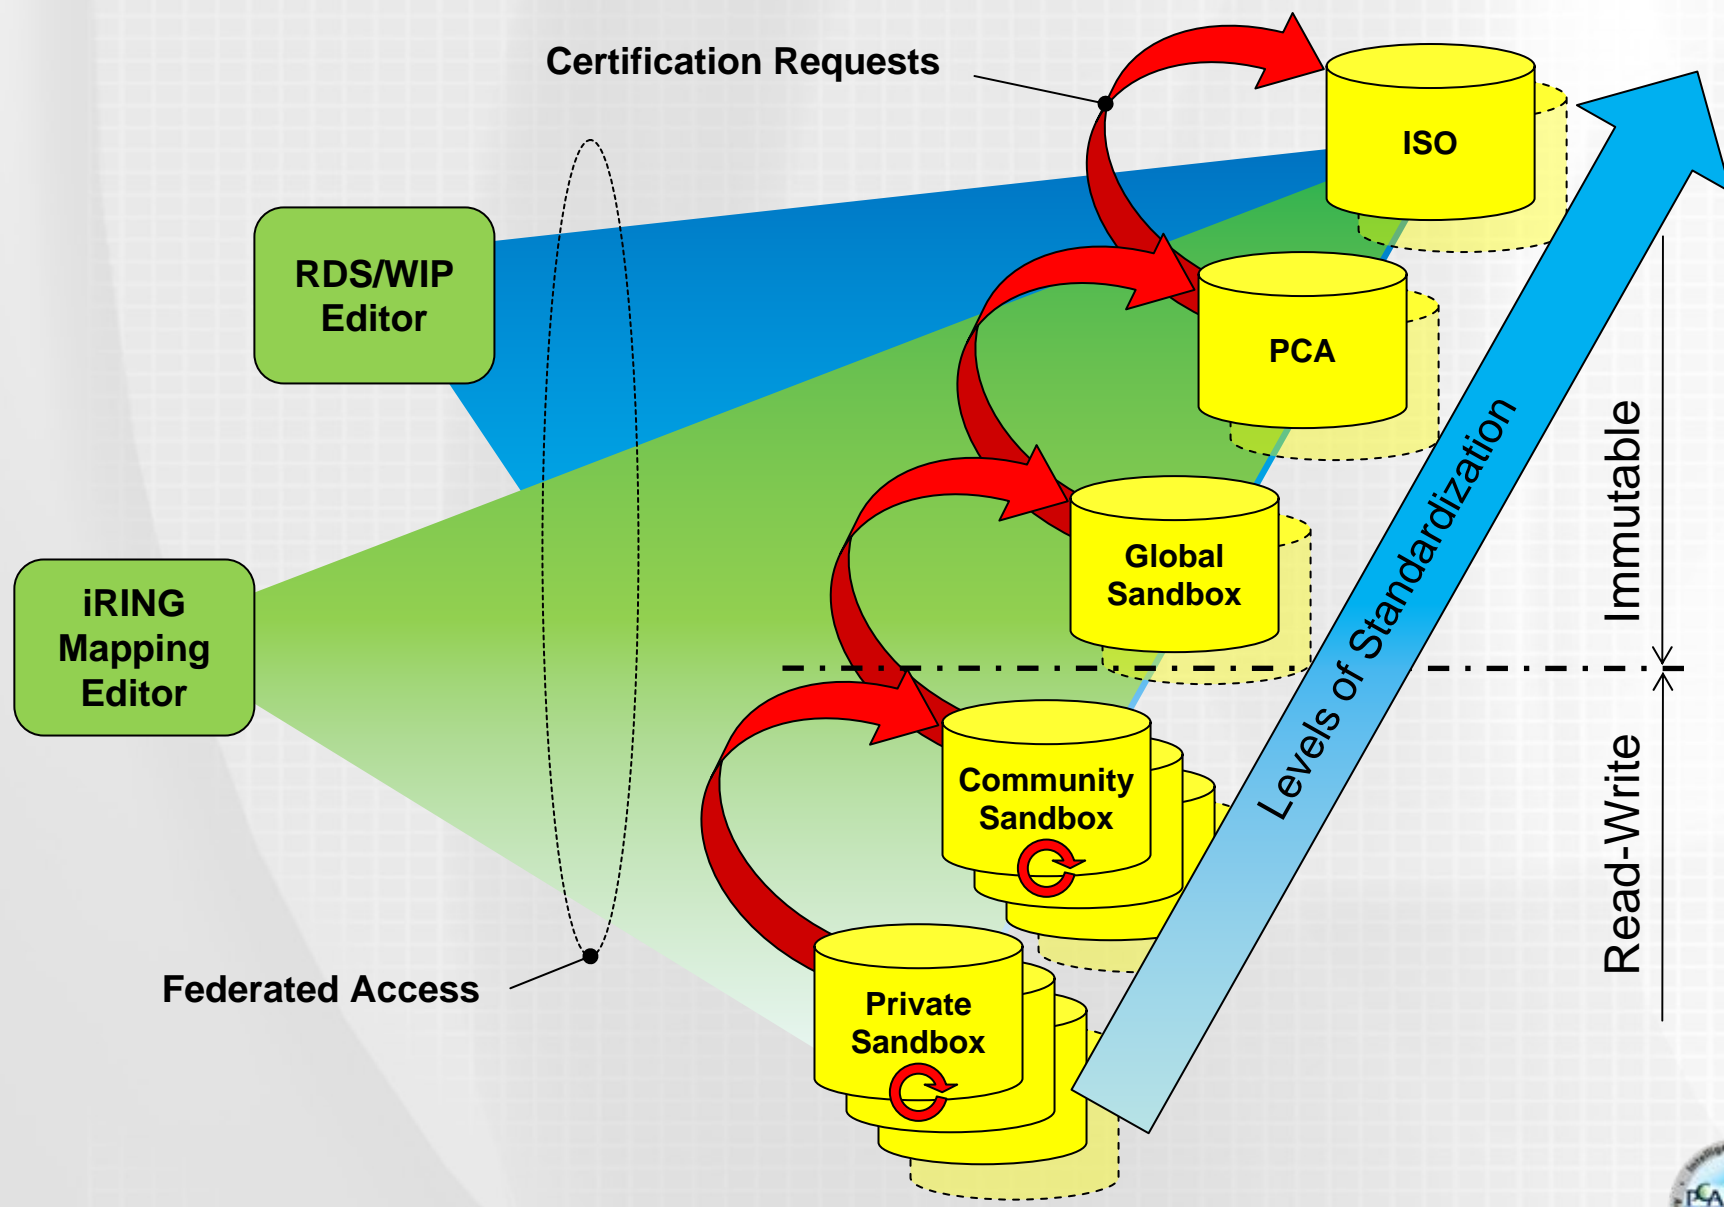 Certification Requests
ISO
RDS/WIP
Editor
PCA
Levels of Standardization
Immutable
Global
Sandbox
iRING
Mapping
Editor
Community
Sandbox
Read-Write
Federated Access
Private
Sandbox
PCA